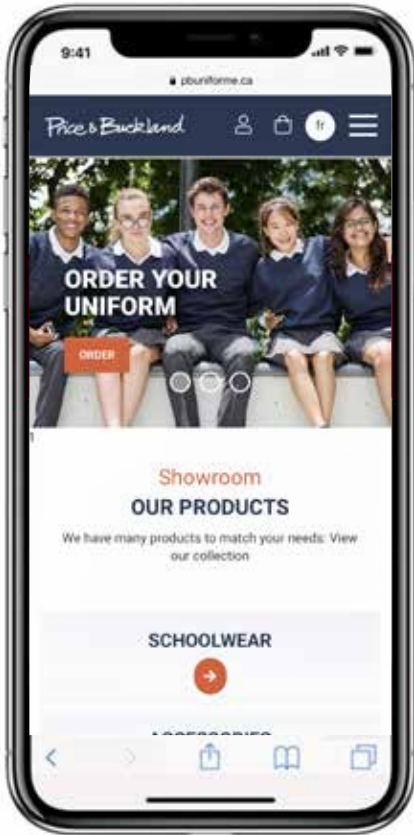 9:41
pbuniforme.ca
Price & Buckland
fr
ORDER YOUR
UNIFORM
ORDER
Showroom
OUR PRODUCTS
We have many products to match your needs: View
our collection
SCHOOLWEAR
ACCESSORIES